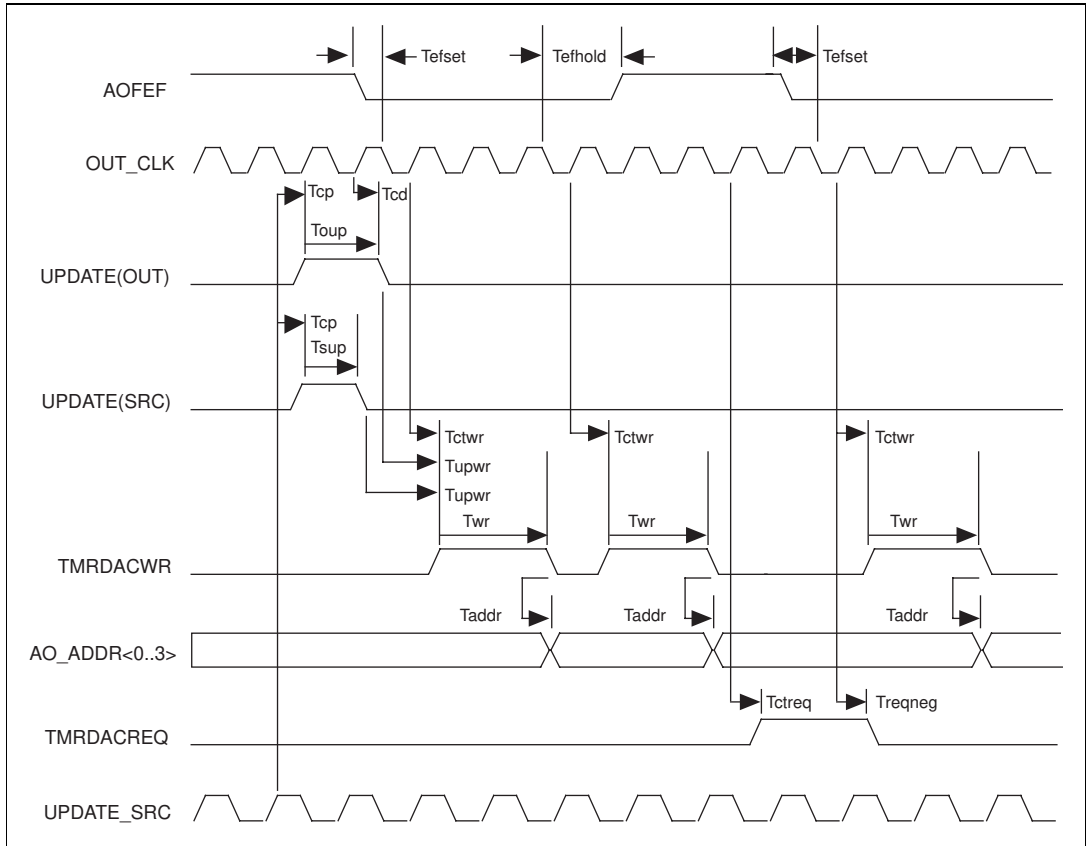 Tefset Tefhold Tefset
AOFEF
OUT_CLK
Tcp Tcd
Toup
UPDATE(OUT)
Tcp
Tsup
UPDATE(SRC)
Tctwr Tctwr Tctwr
Tupwr
Tupwr
Twr Twr Twr
TMRDACWR
Taddr Taddr Taddr
AO_ADDR<0..3>
Tctreq Treqneg
TMRDACREQ
UPDATE_SRC